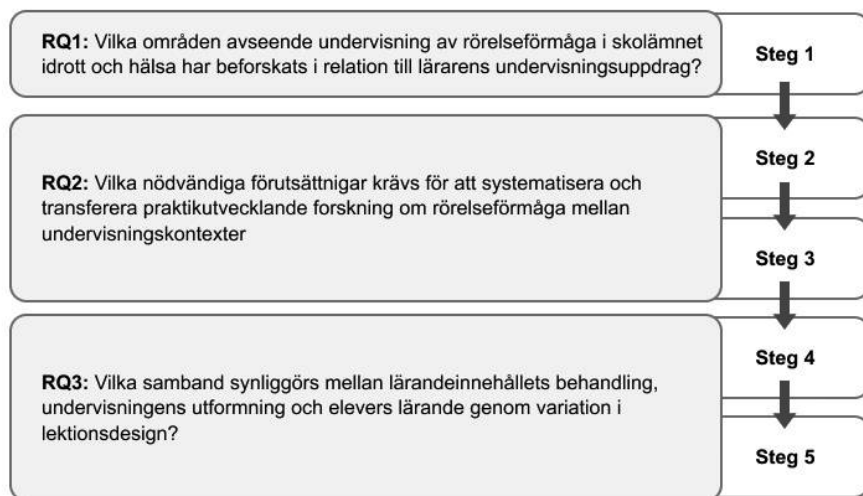 RQ1: Vilka områden avseende undervisning av rörelseförmåga i skolämnet
idrott och hälsa har beforskats i relation till lärarens undervisningsuppdrag?
Steg 1
Steg 2
RQ2: Vilka nödvändiga förutsättnigar krävs för att systematisera och
transferera praktikutvecklande forskning om rörelseförmåga mellan
undervisningskontexter
Steg 3
Steg 4
RQ3: Vilka samband synliggörs mellan lärandeinnehållets behandling,
undervisningens utformning och elevers lärande genom variation i
lektionsdesign?
Steg 5